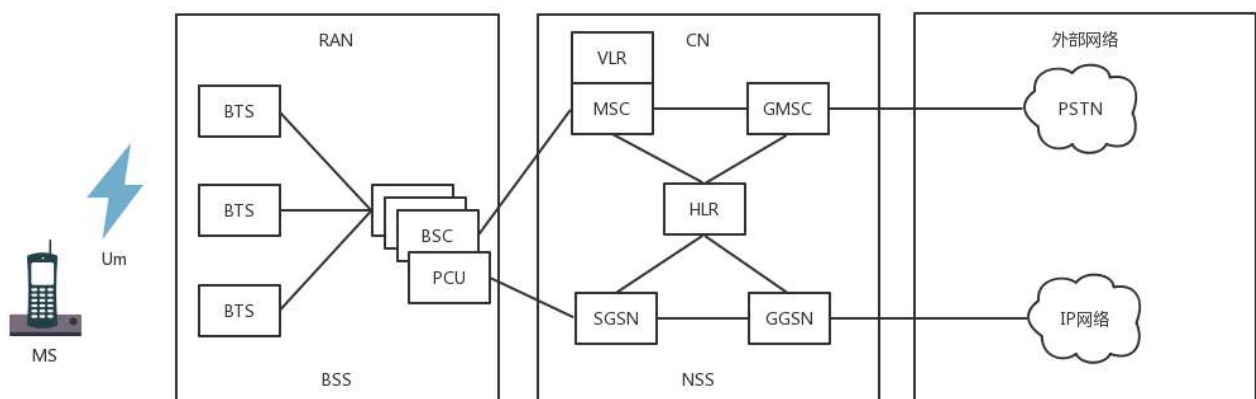 RAN
CN
外部网络
VLR
BTS
MSC
GMSC
PSTN
BTS
HLR
BSC
Um
PCU
BTS
SGSN
GGSN
IP网络
MS
BSS
NSS